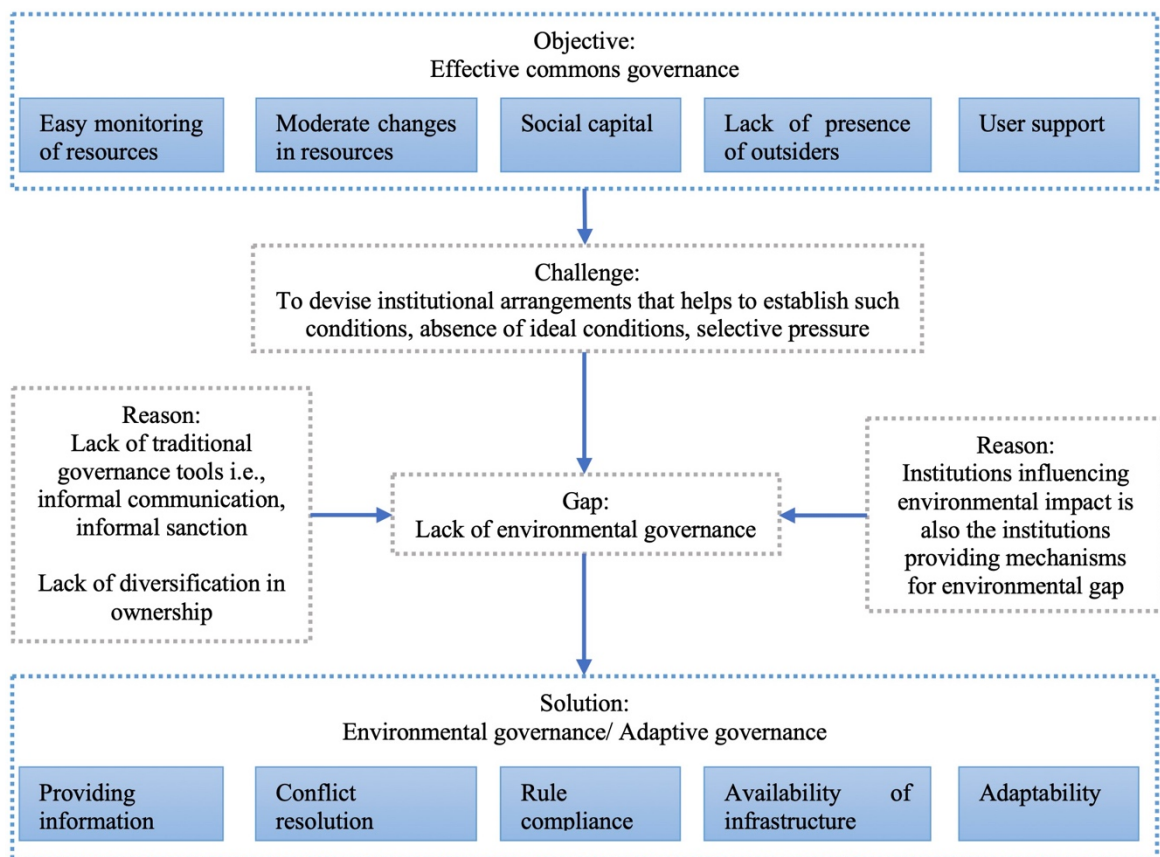 Objective:
Effective commons governance
Easy monitoring
of resources
Moderate changes
in resources
Social capital
Lack of presence
of outsiders
User support
Challenge:
To devise institutional arrangements that helps to establish such
conditions, absence of ideal conditions, selective pressure
Reason:
Lack of traditional
governance tools i.e.,
informal communication,
informal sanction
Lack of diversification in
ownership
Gap:
Lack of environmental governance
Reason:
Institutions influencing
environmental impact is
also the institutions
providing mechanisms
for environmental gap
Solution:
Environmental governance/ Adaptive governance
Providing
information
Conflict
resolution
Rule
compliance
Availability of
infrastructure
Adaptability